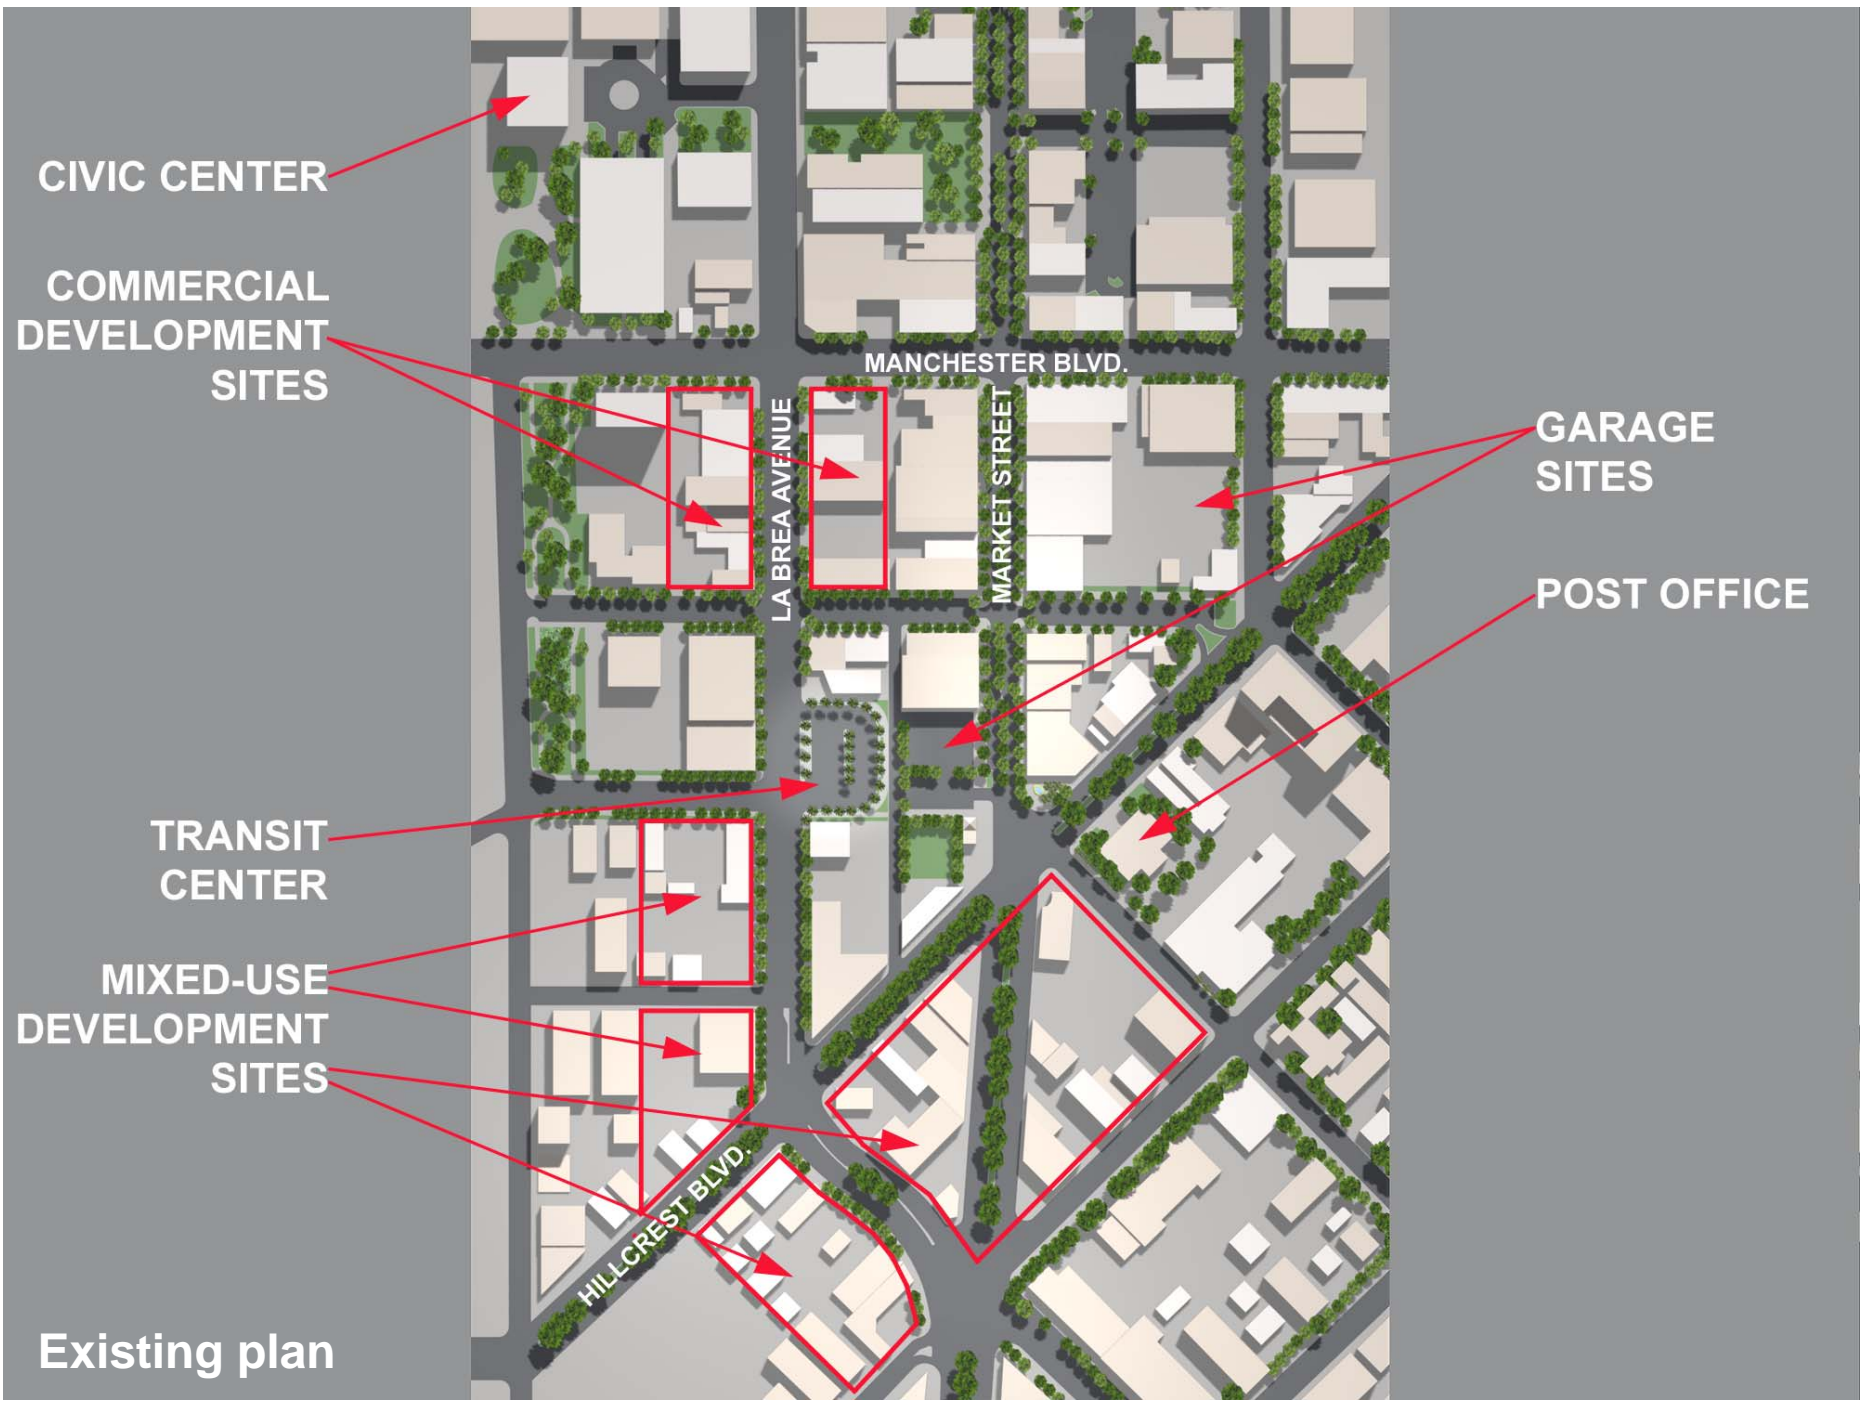 CIVIC CENTER
COMMERCIAL
DEVELOPMENT
SITES
MANCHESTER BLVD.
LA BREA AVENUE
MARKET STREET
GARAGE
SITES
POST OFFICE
TRANSIT
CENTER
MIXED-USE
DEVELOPMENT
SITES
HILLCREST BLVD.
Existing plan